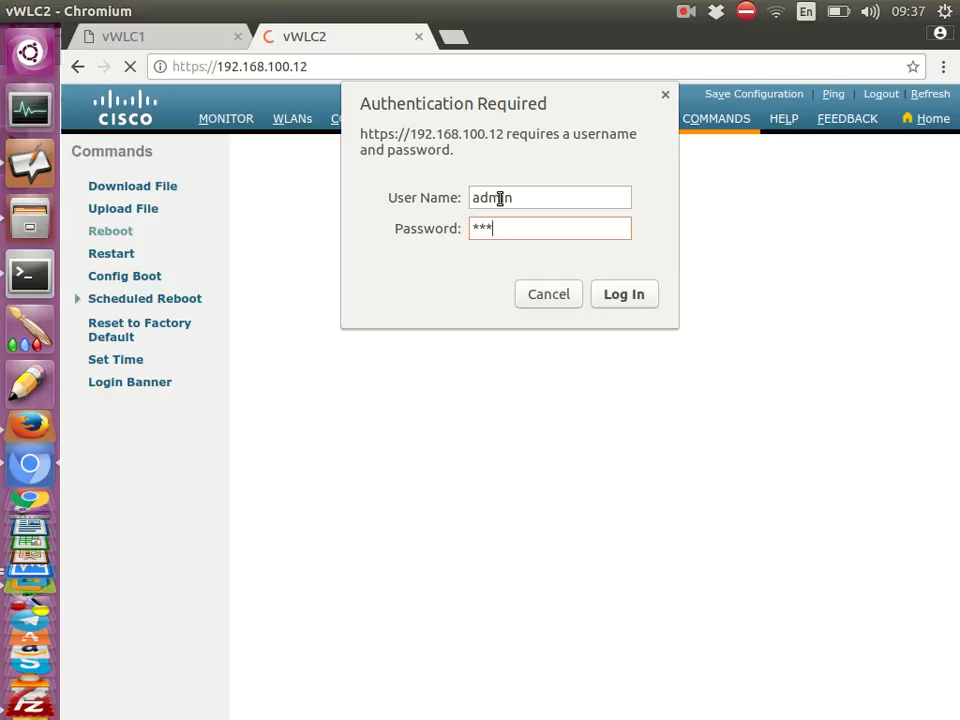 vWLC2 - Chromium
En
09:37
vWLC1
vWLC2
https://192.168.100.12
CISCO
MONITOR
WLANs
COMMANDS
HELP
FEEDBACK
Save Configuration
Ping
Logout
Refresh
Home
Commands
Download File
Upload File
Reboot
Restart
Config Boot
Scheduled Reboot
Reset to Factory
Default
Set Time
Login Banner
Authentication Required
https://192.168.100.12 requires a username
and password.
User Name: admin
Password: ***
Cancel
Log In